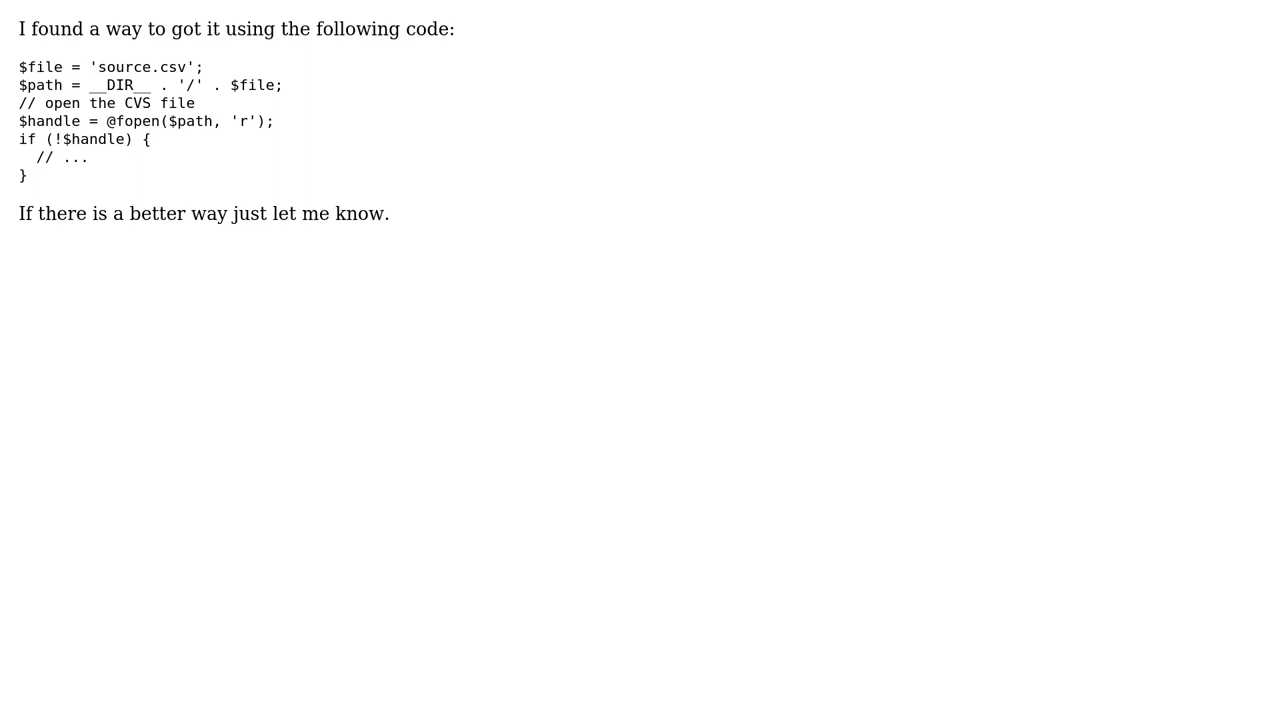 I found a way to got it using the following code:
$file = 'source.csv';
$path = __DIR__ . '/' . $file;
// open the CVS file
$handle = @fopen($path, 'r');
if (!$handle) {
  // ...
}
If there is a better way just let me know.